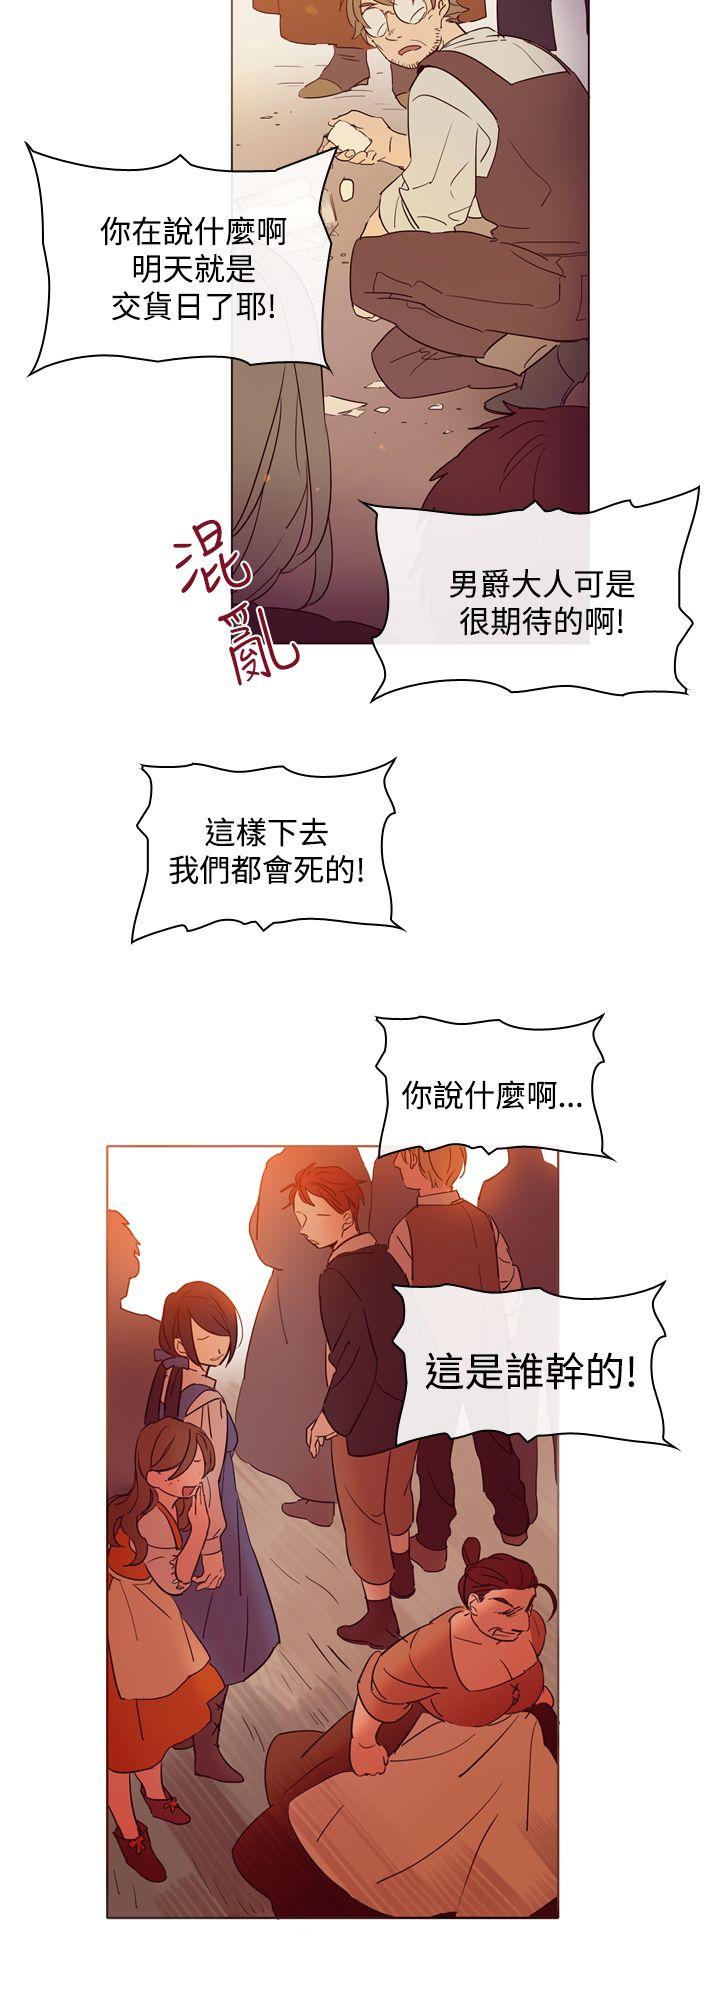 你在說什麼啊
明天就是
交貨日了耶!
混
亂
男爵大人可是
很期待的啊!
這樣下去
我們都會死的!
你說什麼啊...
這是誰幹的!